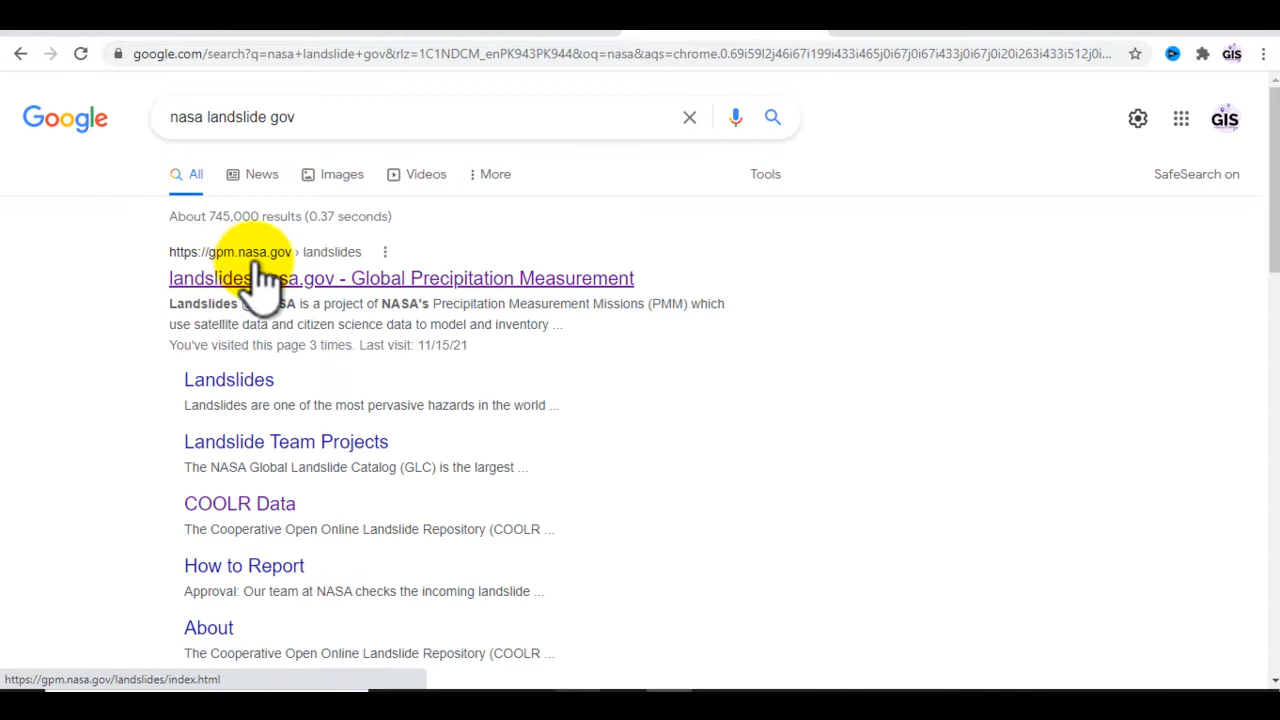 google.com/search?q=nasa+landslide+gov&rlz=1C1NDCM_enPK943PK944&oq=nasa&aqs=chrome.0.69i59l2j46i67i199i433i465j0i67j0i67i433j0i67j0i20i263i433i512j0i...
GIS
Google
nasa landslide gov
GIS
All
News
Images
Videos
More
Tools
SafeSearch on
About 745,000 results (0.37 seconds)
https://gpm.nasa.gov › landslides
landslides.nasa.gov - Global Precipitation Measurement
Landslides @ NASA is a project of NASA's Precipitation Measurement Missions (PMM) which
use satellite data and citizen science data to model and inventory ...
You've visited this page 3 times. Last visit: 11/15/21
Landslides
Landslides are one of the most pervasive hazards in the world ...
Landslide Team Projects
The NASA Global Landslide Catalog (GLC) is the largest ...
COOLR Data
The Cooperative Open Online Landslide Repository (COOLR ...
How to Report
Approval: Our team at NASA checks the incoming landslide ...
About
The Cooperative Open Online Landslide Repository (COOLR ...
https://gpm.nasa.gov/landslides/index.html